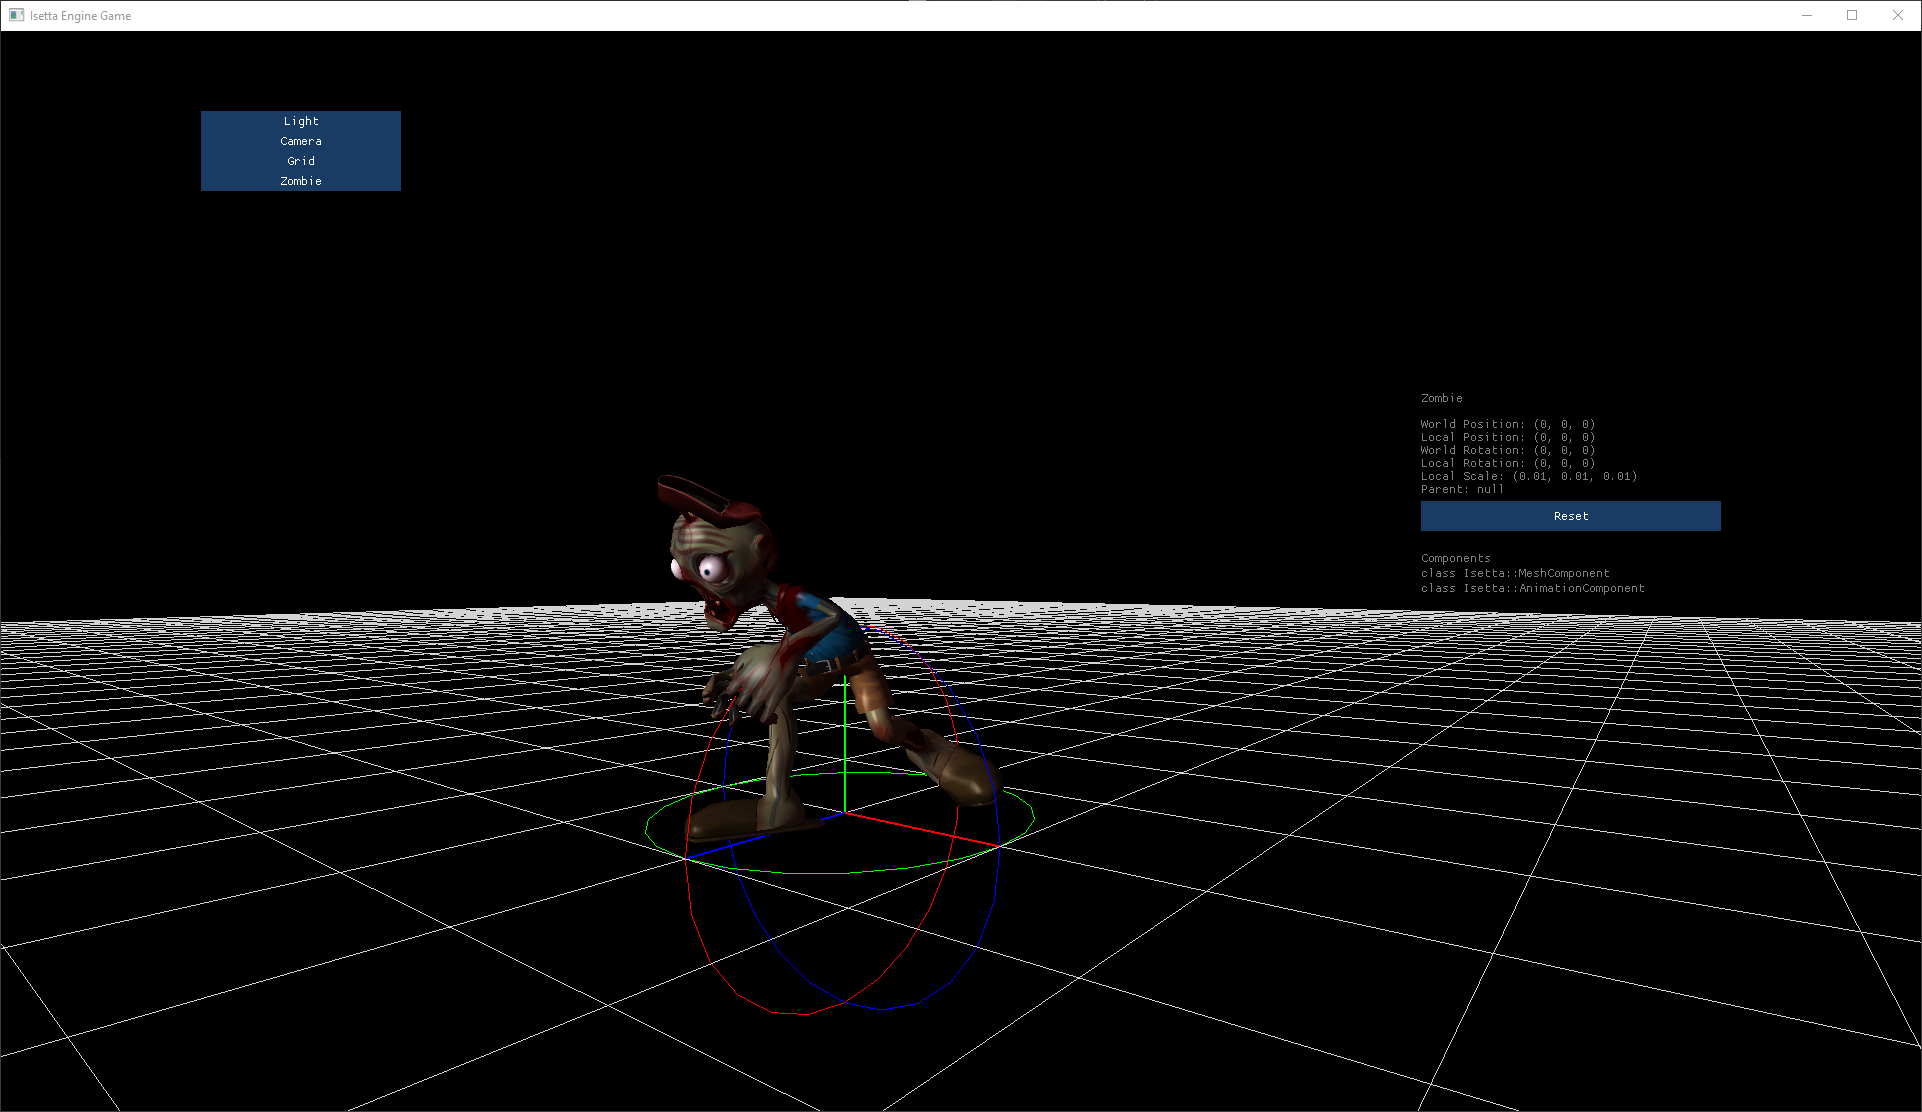 Isetta Engine Game
Light
Camera
Grid
Zombie
Zombie
World Position: (0, 0, 0)
Local Position: (0, 0, 0)
World Rotation: (0, 0, 0)
Local Rotation: (0, 0, 0)
Local Scale: (0.01, 0.01, 0.01)
Parent: null
Reset
Components
class Isetta::MeshComponent
class Isetta::AnimationComponent